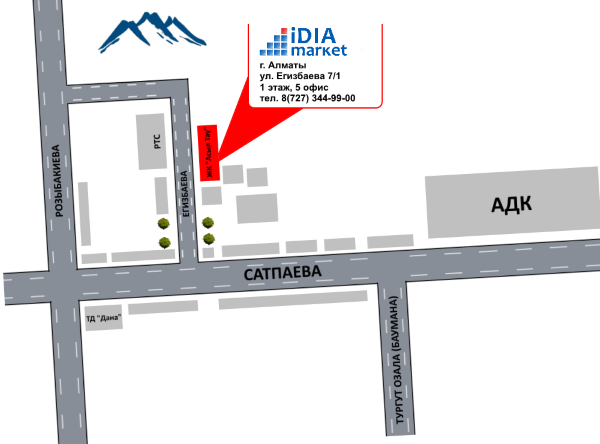 iDIA
market
г. Алматы
ул. Егизбаева 7/1
1 этаж, 5 офис
тел. 8(727) 344-99-00
РТС
жк "Асыл Тау"
РОЗЫБАКИЕВА
ЕГИЗБАЕВА
АДК
САТПАЕВА
ТД "Дана"
ТУРГУТ ОЗАЛА (БАУМАНА)